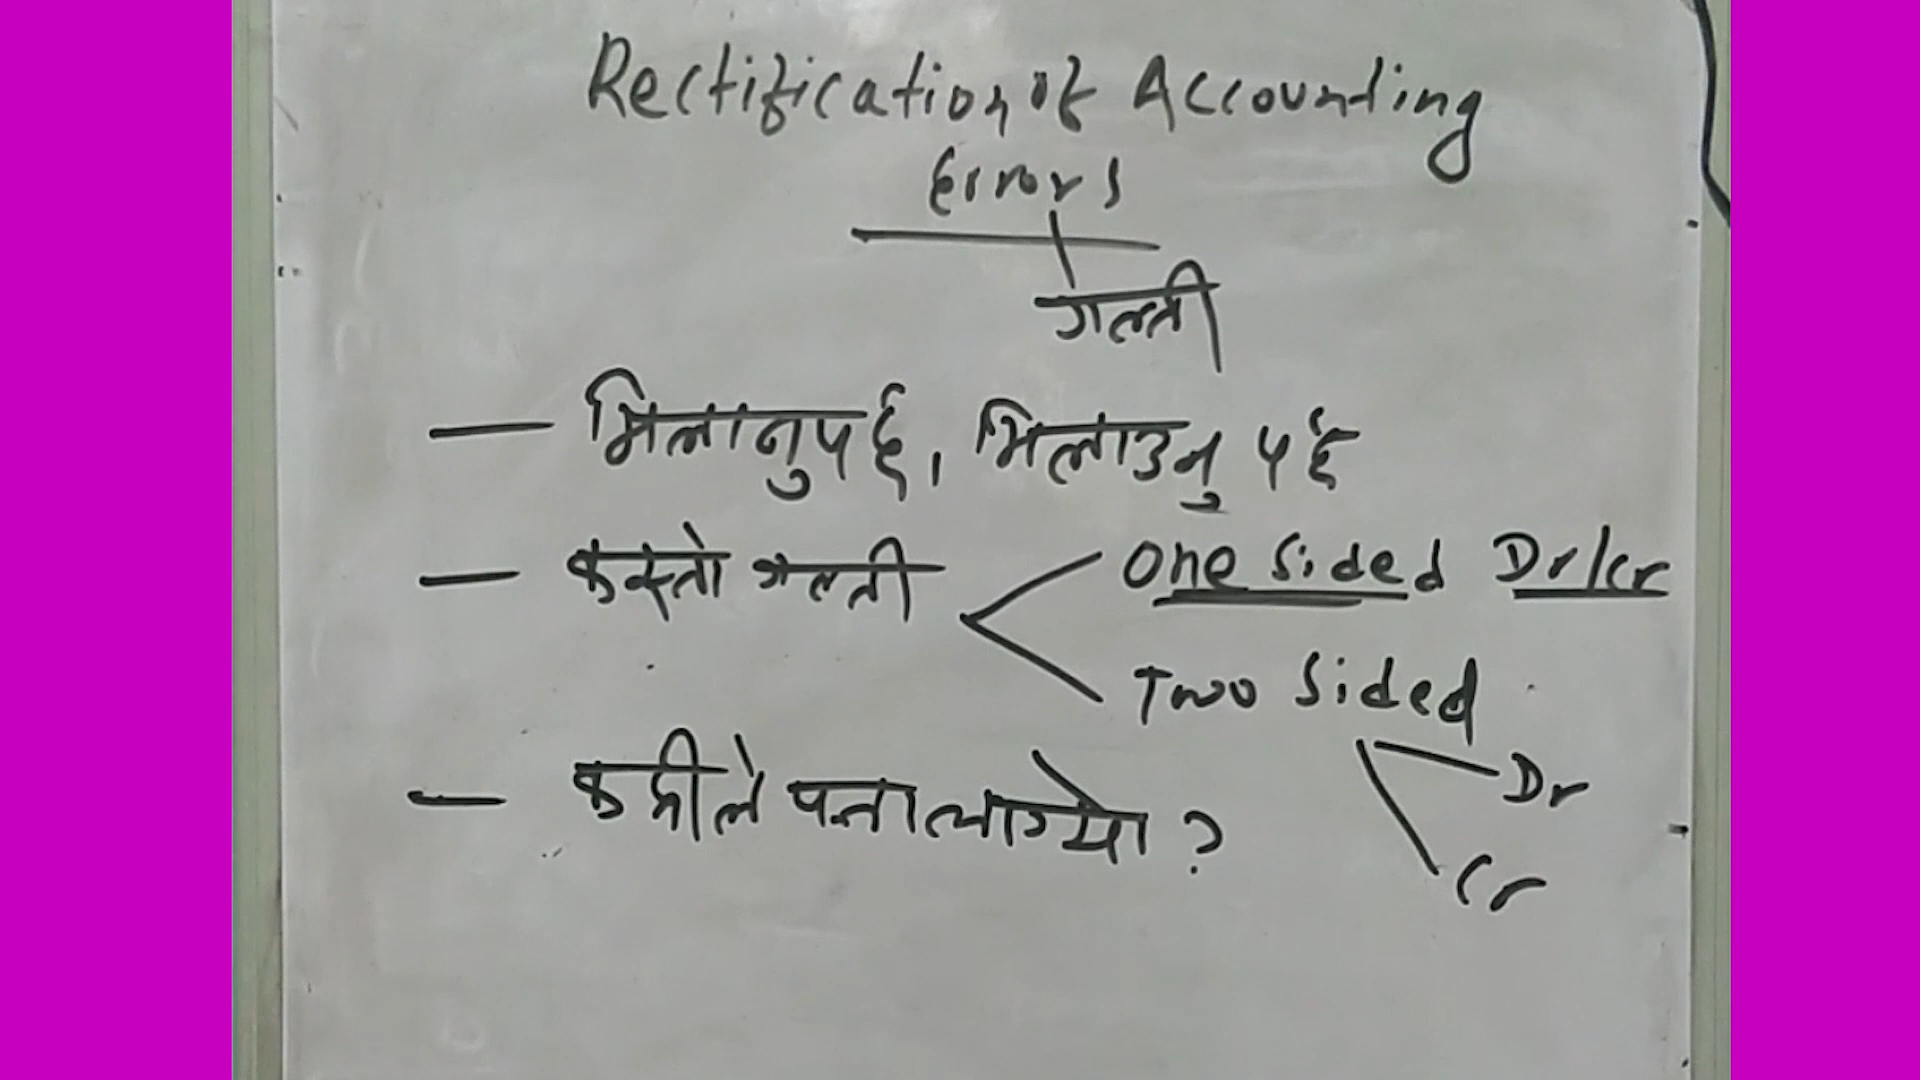 Rectification of Accounting
Errors
गल्ती
— मिलानुपर्छ, मिलाउनु पर्छ
— कस्तो गल्ती < One Sided Dr/Cr
Two Sided
Dr
— कहीले पत्ता लाग्यो ?
Cr